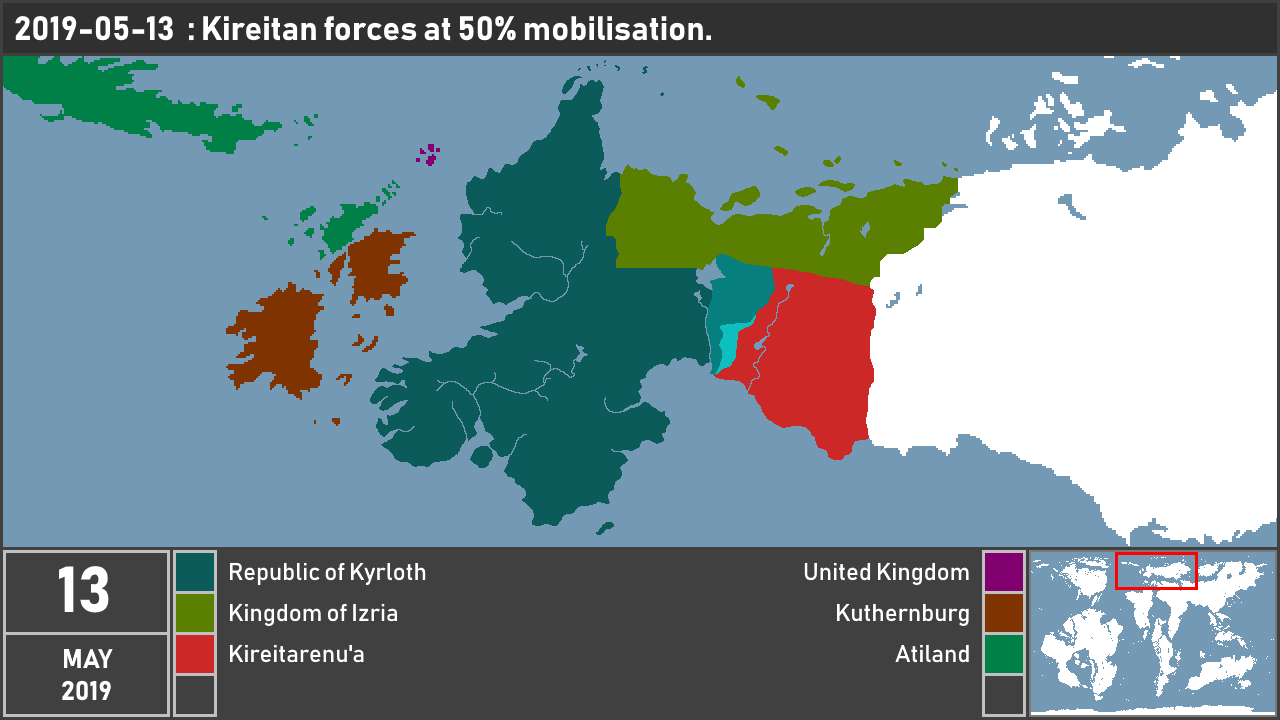 2019-05-13 : Kireitan forces at 50% mobilisation.
13
MAY
2019
Republic of Kyrloth
Kingdom of Izria
Kireitarenu'a
United Kingdom
Kuthernburg
Atiland